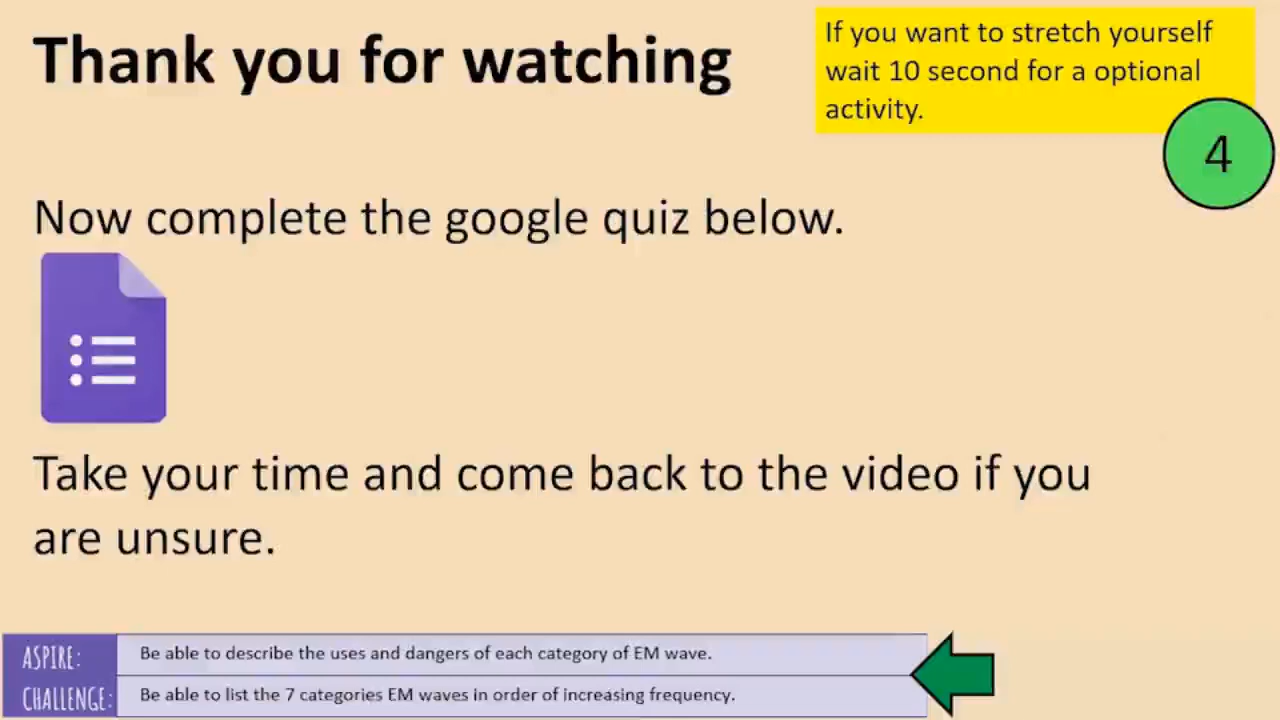 Thank you for watching
If you want to stretch yourself
wait 10 second for a optional
activity.
4
Now complete the google quiz below.
Take your time and come back to the video if you
are unsure.
ASPIRE: Be able to describe the uses and dangers of each category of EM wave.
CHALLENGE: Be able to list the 7 categories EM waves in order of increasing frequency.